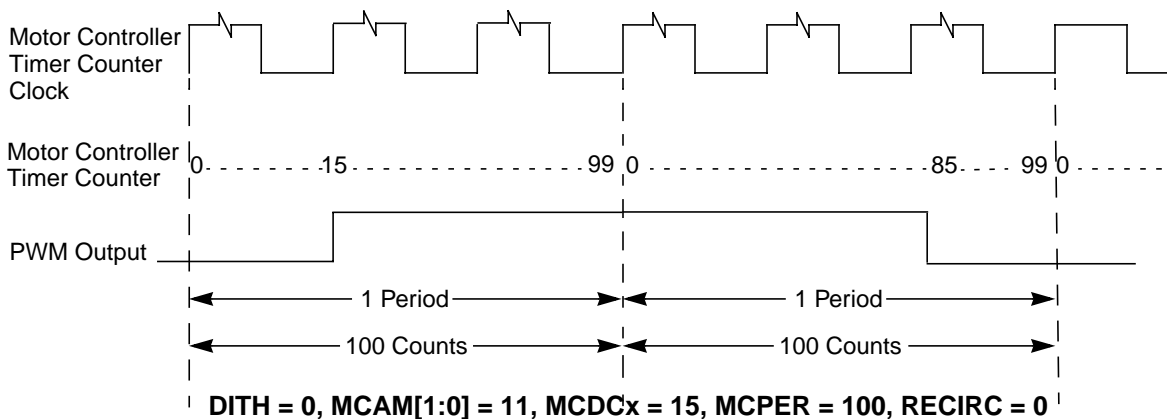 Motor Controller
Timer Counter
Clock
Motor Controller
Timer Counter
0 15 99 0 85 99 0
PWM Output
1 Period 1 Period
100 Counts 100 Counts
DITH = 0, MCAM[1:0] = 11, MCDCx = 15, MCPER = 100, RECIRC = 0